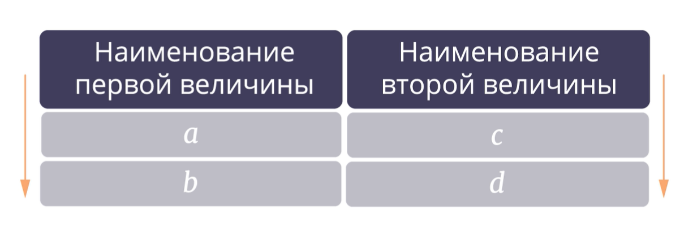 Наименование
первой величины
Наименование
второй величины
a
c
b
d